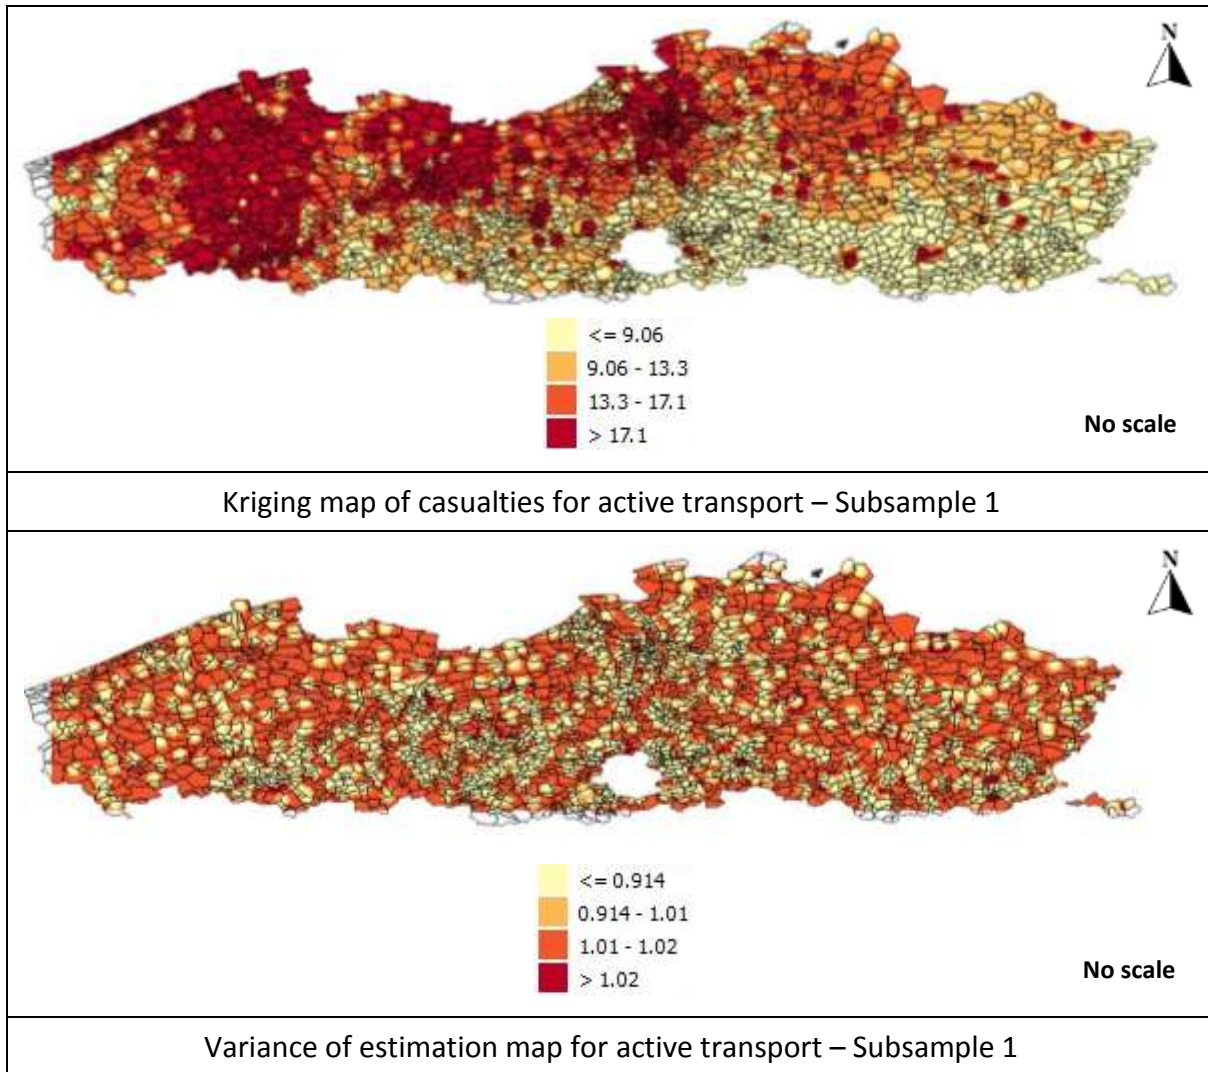 N
<= 9.06
9.06 - 13.3
13.3 - 17.1
> 17.1
No scale
Kriging map of casualties for active transport – Subsample 1
N
<= 0.914
0.914 - 1.01
1.01 - 1.02
> 1.02
No scale
Variance of estimation map for active transport – Subsample 1